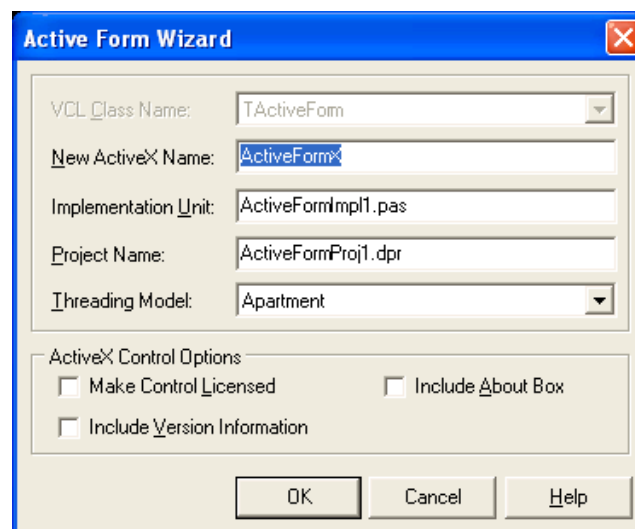 Active Form Wizard
VCL Class Name: TActiveForm
New ActiveX Name: ActiveFormX
Implementation Unit: ActiveFormImpl1.pas
Project Name: ActiveFormProj1.dpr
Threading Model: Apartment
ActiveX Control Options
Make Control Licensed Include About Box
Include Version Information
OK Cancel Help